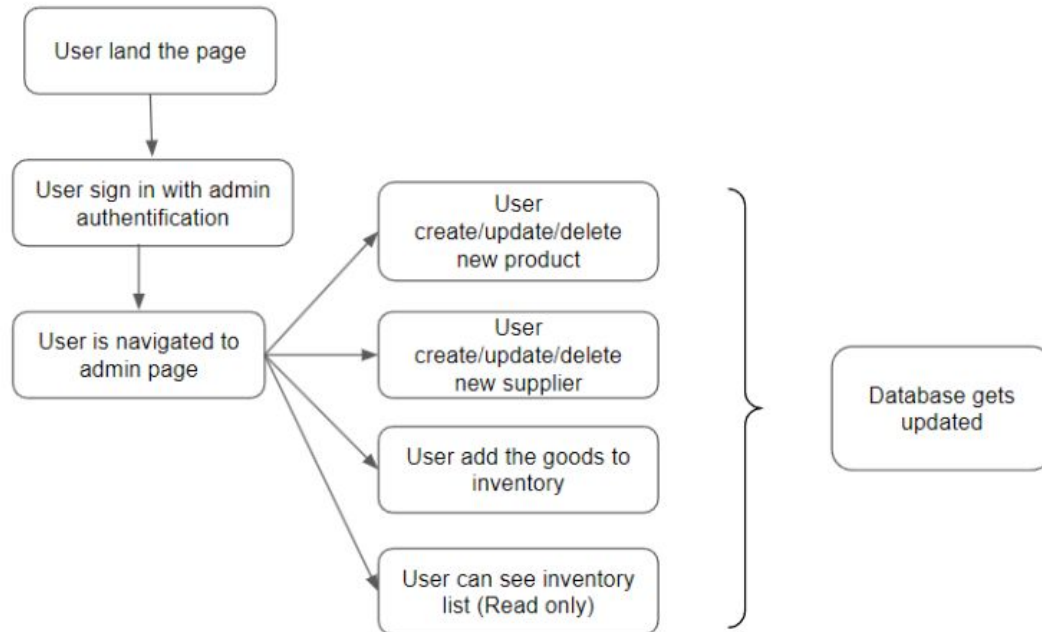 User land the page
User sign in with admin
authentification
User is navigated to
admin page
User
create/update/delete
new product
User
create/update/delete
new supplier
User add the goods to
inventory
User can see inventory
list (Read only)
Database gets
updated